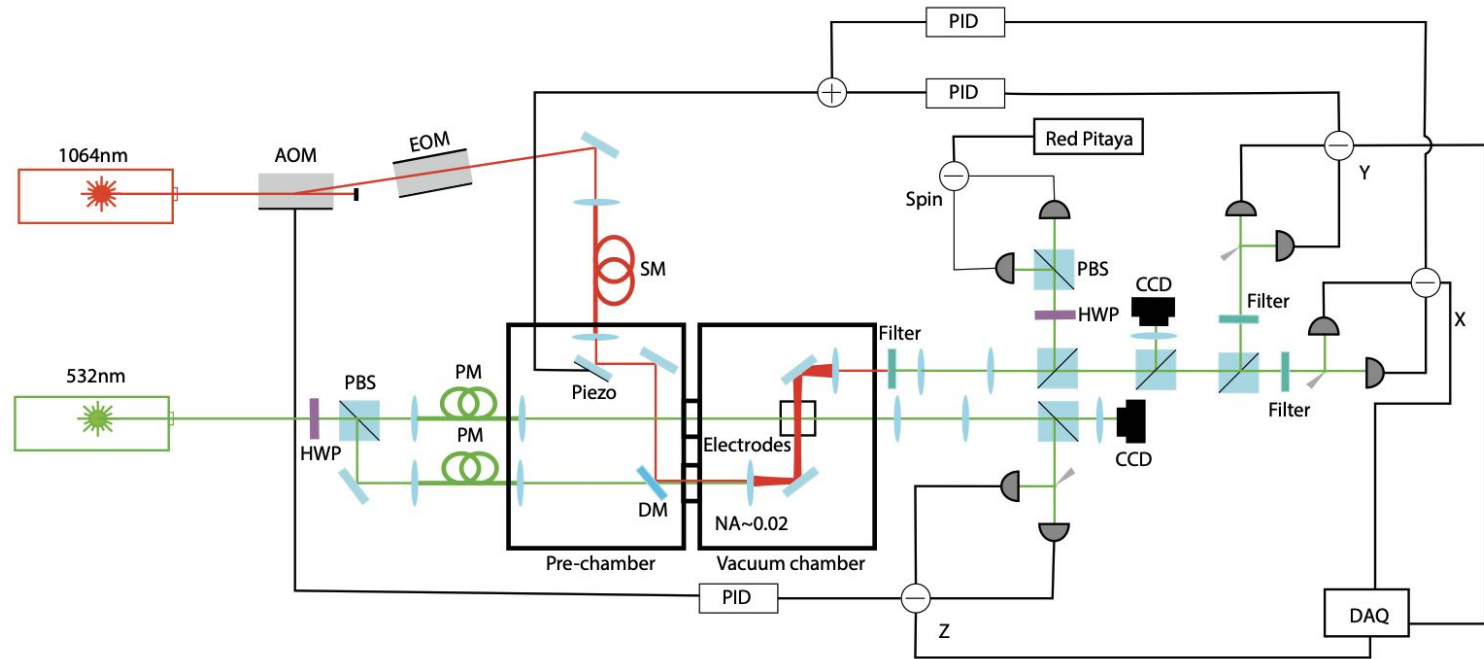 PID
PID
Red Pitaya
EOM
1064nm
AOM
Y
Spin
SM
PBS
CCD
HWP
Filter
X
Filter
532nm
PBS
PM
Piezo
Filter
PM
Electrodes
HWP
CCD
DM
NA~0.02
Pre-chamber
Vacuum chamber
PID
Z
DAQ